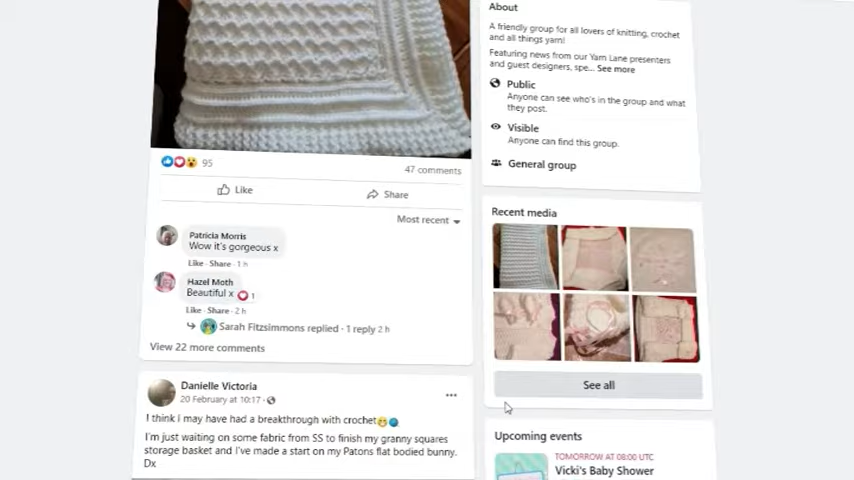 95
47 comments
Like
Share
Most recent
Patricia Morris
Wow it's gorgeous x
Like · Share · 1 h
Hazel Moth
Beautiful x 1
Like · Share · 2 h
Sarah Fitzsimmons replied · 1 reply 2 h
View 22 more comments
Danielle Victoria
20 February at 10:17 ·
I think I may have had a breakthrough with crochet
I'm just waiting on some fabric from SS to finish my granny squares
storage basket and I've made a start on my Patons flat bodied bunny.
Dx
About
A friendly group for all lovers of knitting, crochet
and all things yarn!
Featuring news from our Yarn Lane presenters
and guest designers, spe... See more
Public
Anyone can see who's in the group and what
they post.
Visible
Anyone can find this group.
General group
Recent media
See all
Upcoming events
TOMORROW AT 08:00 UTC
Vicki's Baby Shower